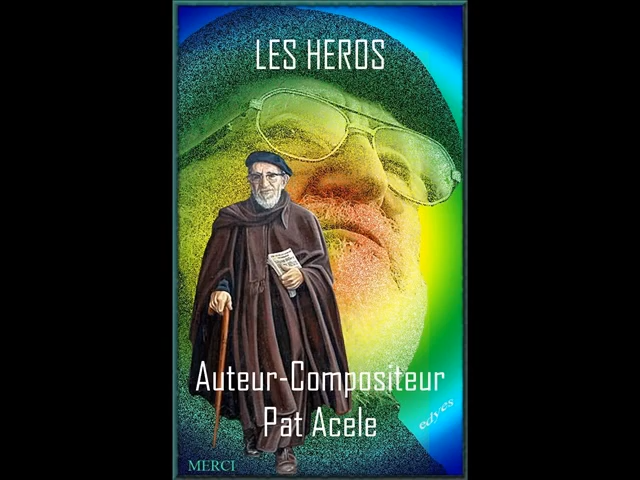 LES HEROS
Auteur-Compositeur
Pat Acele
edyes
MERCI